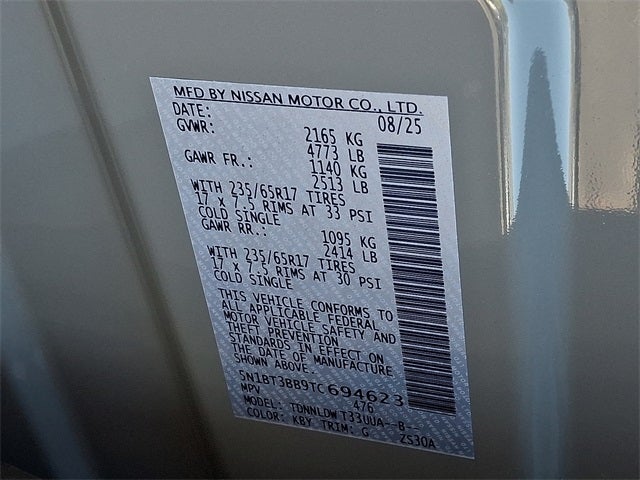 MFD BY NISSAN MOTOR CO., LTD.
DATE: 08/25
GVWR: 2165 KG
4773 LB
GAWR FR.: 1140 KG
2513 LB
WITH 235/65R17 TIRES
17 x 7.5 RIMS AT 33 PSI
COLD SINGLE
GAWR RR.: 1095 KG
2414 LB
WITH 235/65R17 TIRES
17 x 7.5 RIMS AT 30 PSI
COLD SINGLE
THIS VEHICLE CONFORMS TO
ALL APPLICABLE FEDERAL
MOTOR VEHICLE SAFETY AND
THEFT PREVENTION
STANDARDS IN EFFECT ON
THE DATE OF MANUFACTURE
SHOWN ABOVE.
5N1BT3BB9TC694623
MPV 476
MODEL: TDNNLDWT33UUA--B--
COLOR: KBY TRIM: G ZS30A